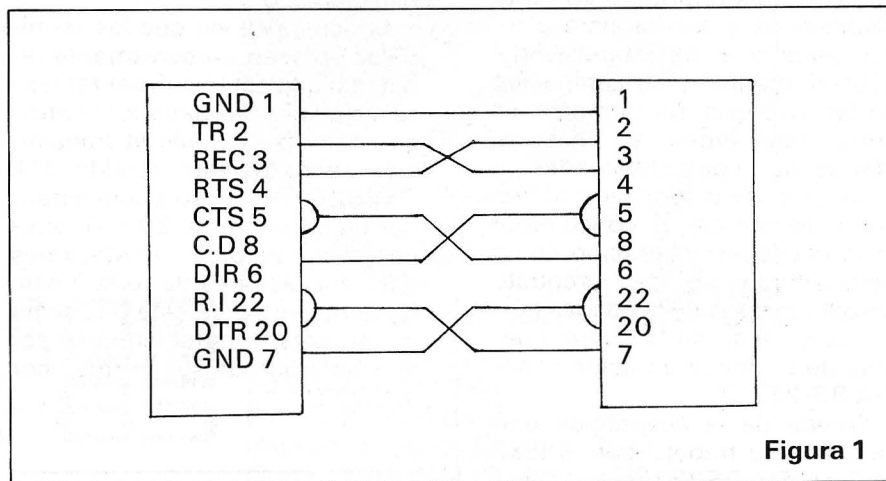 GND 1
TR 2
REC 3
RTS 4
CTS 5
C.D 8
DIR 6
R.I 22
DTR 20
GND 7
1
2
3
4
5
8
6
22
20
7
Figura 1